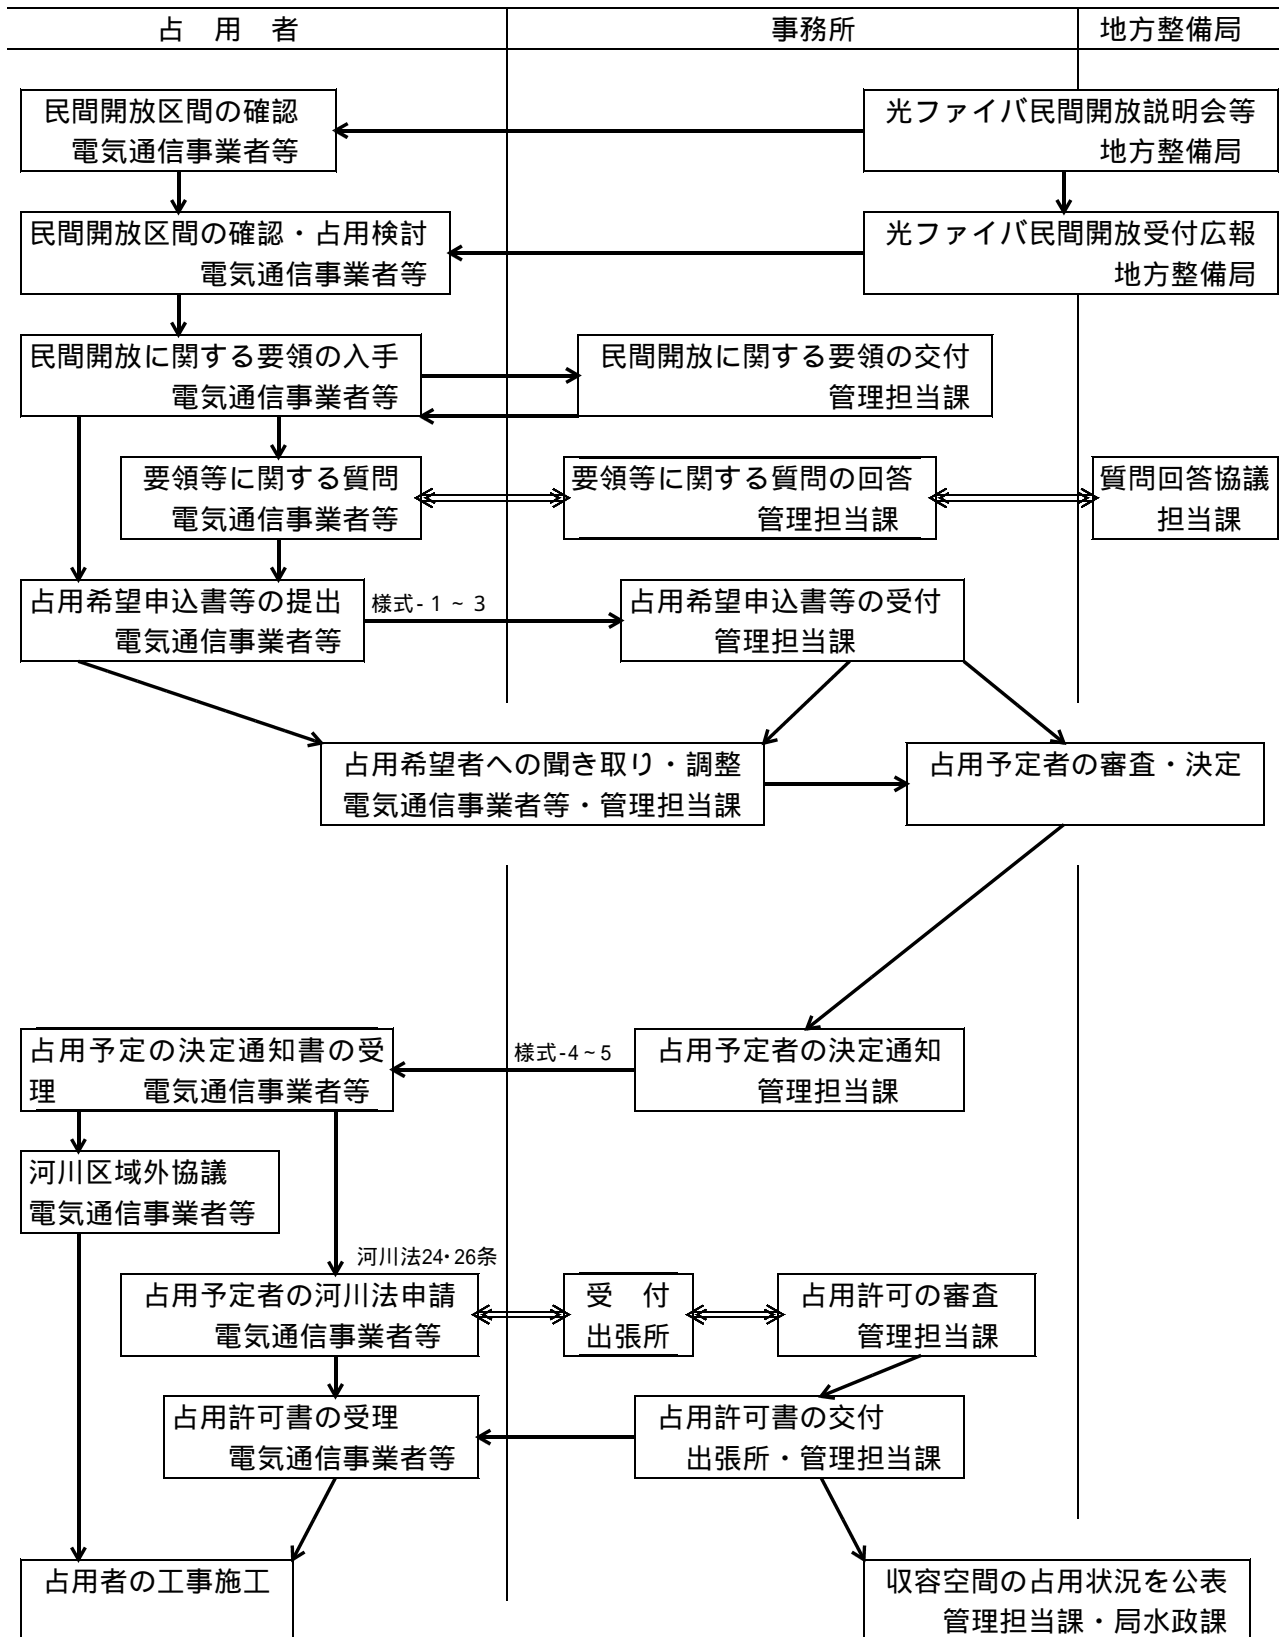 占　用　者　事務所　地方整備局
民間開放区間の確認
電気通信事業者等
光ファイバ民間開放説明会等
地方整備局
民間開放区間の確認・占用検討
電気通信事業者等
光ファイバ民間開放受付広報
地方整備局
民間開放に関する要領の入手
電気通信事業者等
民間開放に関する要領の交付
管理担当課
要領等に関する質問
電気通信事業者等
要領等に関する質問の回答
管理担当課
質問回答協議
担当課
占用希望申込書等の提出
電気通信事業者等
様式-１～３
占用希望申込書等の受付
管理担当課
占用希望者への聞き取り・調整
電気通信事業者等・管理担当課
占用予定者の審査・決定
占用予定の決定通知書の受
理　電気通信事業者等
様式-4～5
占用予定者の決定通知
管理担当課
河川区域外協議
電気通信事業者等
河川法24・26条
占用予定者の河川法申請
電気通信事業者等
受　付
出張所
占用許可の審査
管理担当課
占用許可書の受理
電気通信事業者等
占用許可書の交付
出張所・管理担当課
占用者の工事施工
収容空間の占用状況を公表
管理担当課・局水政課